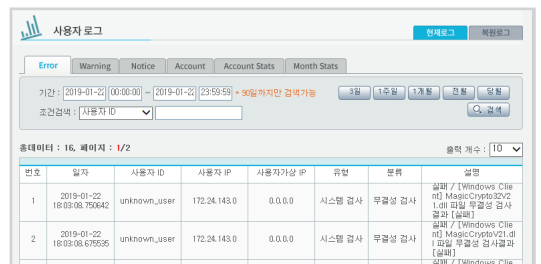 사용자 로그
현재로그 복원로그
Error Warning Notice Account Account Stats Month Stats
기간 : 2019-01-22 00:00:00 ~ 2019-01-22 23:59:59 * 90일까지만 검색가능 3일 1주일 1개월 전월 당월
조건검색 : 사용자 ID 검색
총데이터 : 16, 페이지 : 1/2 출력 개수 : 10
번호 일자 사용자 ID 사용자 IP 사용자가상 IP 유형 분류 설명
1 2019-01-22 18:03:08.750642 unknown_user 172.24.143.0 0.0.0.0 시스템 검사 무결성 검사
실패 / [Windows Clie
nt] MagicCrypto32V2
1.dll 파일 무결성 검사
결과 [실패]
2 2019-01-22 18:03:08.675535 unknown_user 172.24.143.0 0.0.0.0 시스템 검사 무결성 검사
실패 / [Windows Clie
nt] MagicCryptoV21.dl
l 파일 무결성 검사결과
[실패]
실패 / [Windows Clie